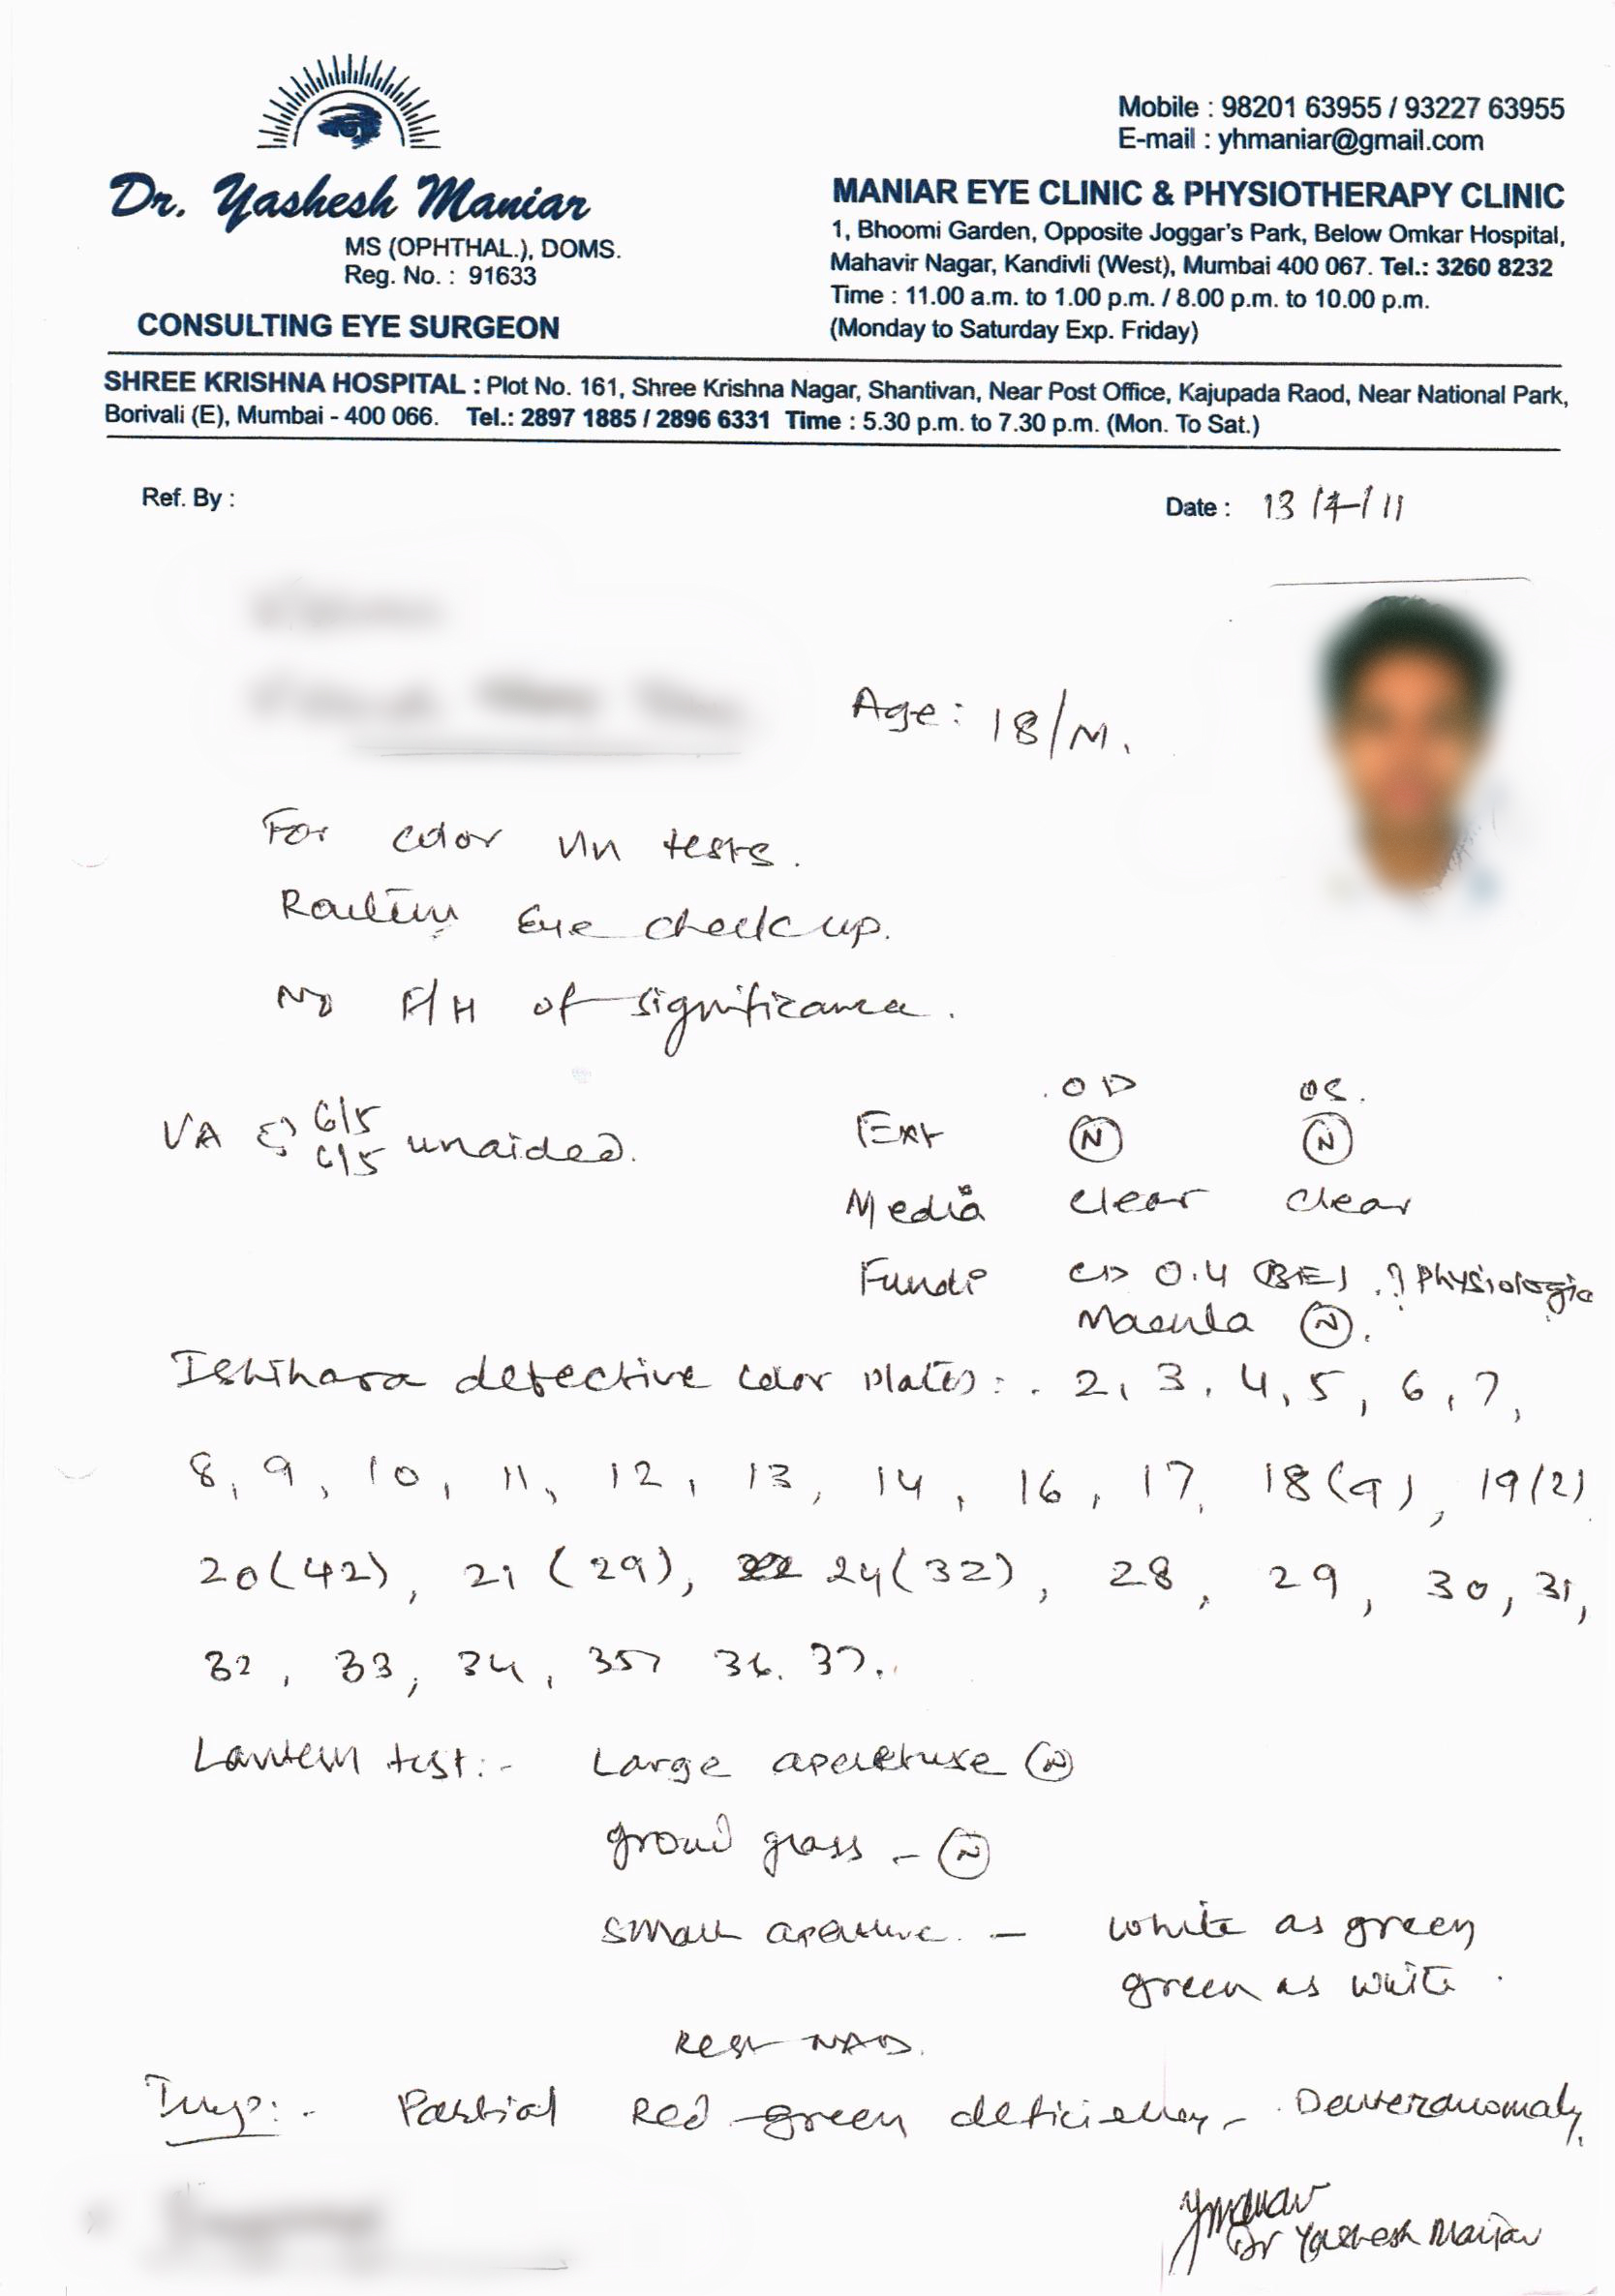 Mobile : 98201 63955 / 93227 63955
E-mail : yhmaniar@gmail.com
Dr. Yashesh Maniar
MS (OPHTHAL.), DOMS.
Reg. No. : 91633
CONSULTING EYE SURGEON
MANIAR EYE CLINIC & PHYSIOTHERAPY CLINIC
1, Bhoomi Garden, Opposite Joggar's Park, Below Omkar Hospital,
Mahavir Nagar, Kandivli (West), Mumbai 400 067. Tel.: 3260 8232
Time : 11.00 a.m. to 1.00 p.m. / 8.00 p.m. to 10.00 p.m.
(Monday to Saturday Exp. Friday)
SHREE KRISHNA HOSPITAL : Plot No. 161, Shree Krishna Nagar, Shantivan, Near Post Office, Kajupada Raod, Near National Park,
Borivali (E), Mumbai - 400 066. Tel.: 2897 1885 / 2896 6331 Time : 5.30 p.m. to 7.30 p.m. (Mon. To Sat.)
Ref. By :
Date : 13/7/11
Age: 18/M.
For color Vn tests.
Routine Eye check up.
No F/H of significance.
VA 6/5
6/5 unaided.
OD OS.
Ext N N
Media clear clear
Fundi CD 0.4 (BE) ? Physiologic
Macula N.
Ishihara defective color plates: 2, 3, 4, 5, 6, 7,
8, 9, 10, 11, 12, 13, 14, 16, 17, 18(9), 19(2)
20(42), 21(29), 24(32), 28, 29, 30, 31,
32, 33, 34, 35, 36, 37.
Lantern test:- Large aperture N
ground glass - N
small aperture. - white as green
green as white.
Rest NAD.
Imp:- Partial Red-green deficiency - Deuteranomaly.
Dr Yashesh Maniar